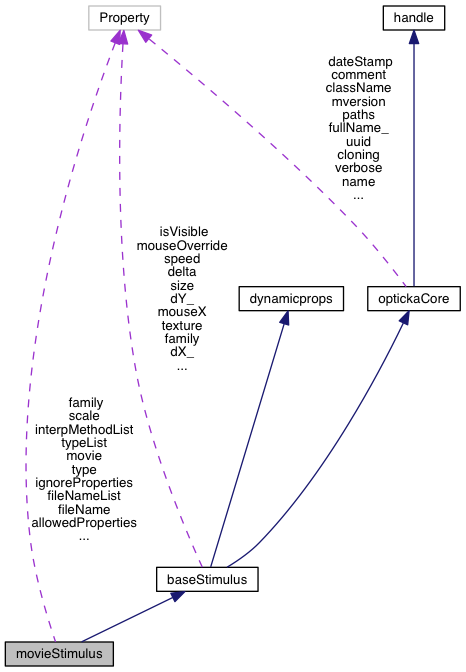 Property
handle
dateStamp
comment
className
mversion
paths
fullName_
uuid
cloning
verbose
name
...
isVisible
mouseOverride
speed
delta
size
dY_
mouseX
texture
family
dX_
...
dynamicprops
optickaCore
family
scale
interpMethodList
typeList
movie
type
ignoreProperties
fileNameList
fileName
allowedProperties
...
baseStimulus
movieStimulus